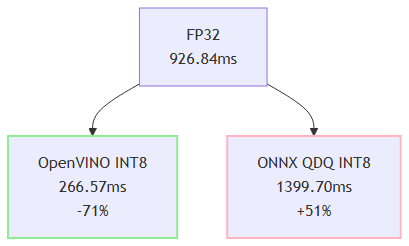 FP32
926.84ms
OpenVINO INT8
266.57ms
-71%
ONNX QDQ INT8
1399.70ms
+51%